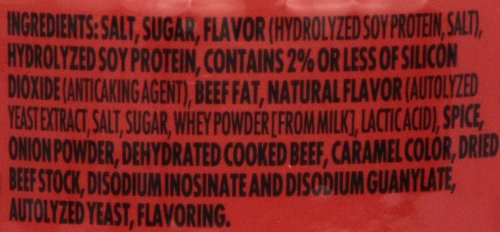 INGREDIENTS: SALT, SUGAR, FLAVOR (HYDROLYZED SOY PROTEIN, SALT),
HYDROLYZED SOY PROTEIN, CONTAINS 2% OR LESS OF SILICON
DIOXIDE (ANTICAKING AGENT), BEEF FAT, NATURAL FLAVOR (AUTOLYZED
YEAST EXTRACT, SALT, SUGAR, WHEY POWDER [FROM MILK], LACTIC ACID), SPICE,
ONION POWDER, DEHYDRATED COOKED BEEF, CARAMEL COLOR, DRIED
BEEF STOCK, DISODIUM INOSINATE AND DISODIUM GUANYLATE,
AUTOLYZED YEAST, FLAVORING.